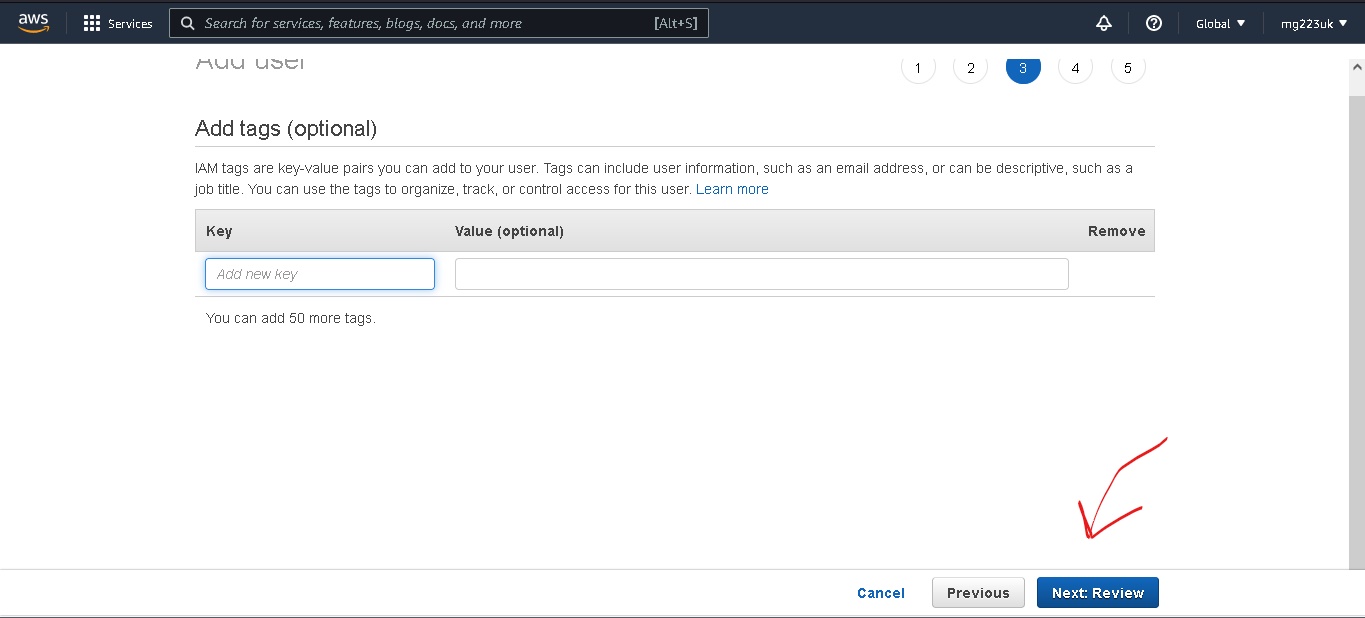 aws Services Search for services, features, blogs, docs, and more [Alt+S] Global ▼ mg223uk ▼
Add user 1 2 3 4 5
Add tags (optional)
IAM tags are key-value pairs you can add to your user. Tags can include user information, such as an email address, or can be descriptive, such as a
job title. You can use the tags to organize, track, or control access for this user. Learn more
Key Value (optional) Remove
Add new key
You can add 50 more tags.
Cancel Previous Next: Review